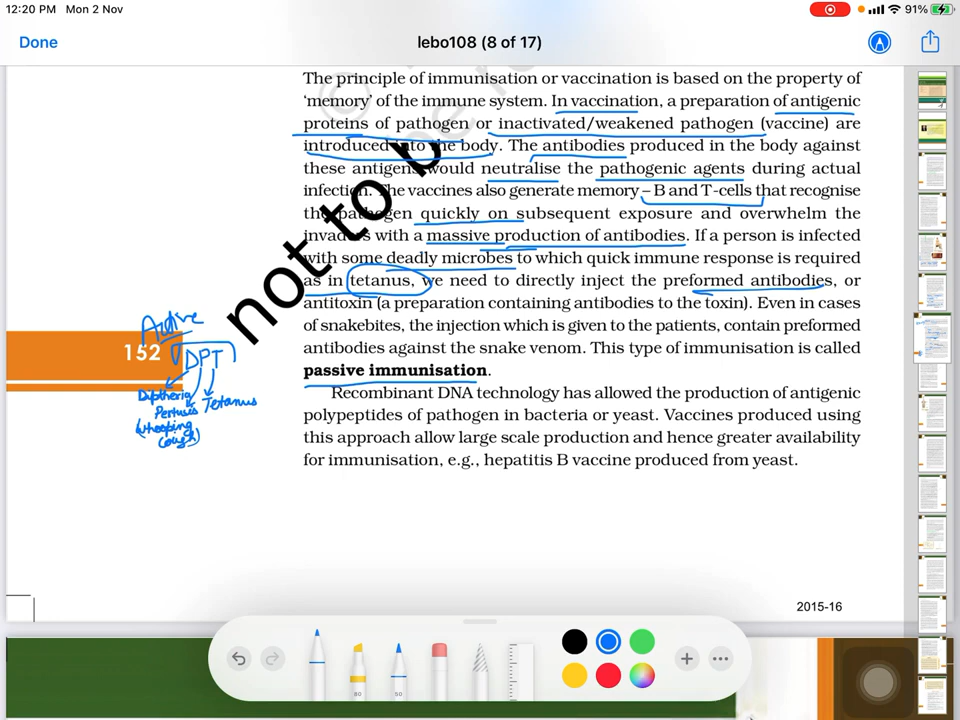 12:20 PM Mon 2 Nov
91%
Done
lebo108 (8 of 17)
The principle of immunisation or vaccination is based on the property of
‘memory’ of the immune system. In vaccination, a preparation of antigenic
proteins of pathogen or inactivated/weakened pathogen (vaccine) are
introduced into the body. The antibodies produced in the body against
these antigens would neutralise the pathogenic agents during actual
infection. The vaccines also generate memory – B and T-cells that recognise
the pathogen quickly on subsequent exposure and overwhelm the
invaders with a massive production of antibodies. If a person is infected
with some deadly microbes to which quick immune response is required
as in tetanus, we need to directly inject the preformed antibodies, or
antitoxin (a preparation containing antibodies to the toxin). Even in cases
of snakebites, the injection which is given to the patients, contain preformed
antibodies against the snake venom. This type of immunisation is called
passive immunisation.
Recombinant DNA technology has allowed the production of antigenic
polypeptides of pathogen in bacteria or yeast. Vaccines produced using
this approach allow large scale production and hence greater availability
for immunisation, e.g., hepatitis B vaccine produced from yeast.
©
not to be r
Active
152
DPT
Diptheria
Pertusis Tetanus
(whooping
cough)
2015-16
80
50